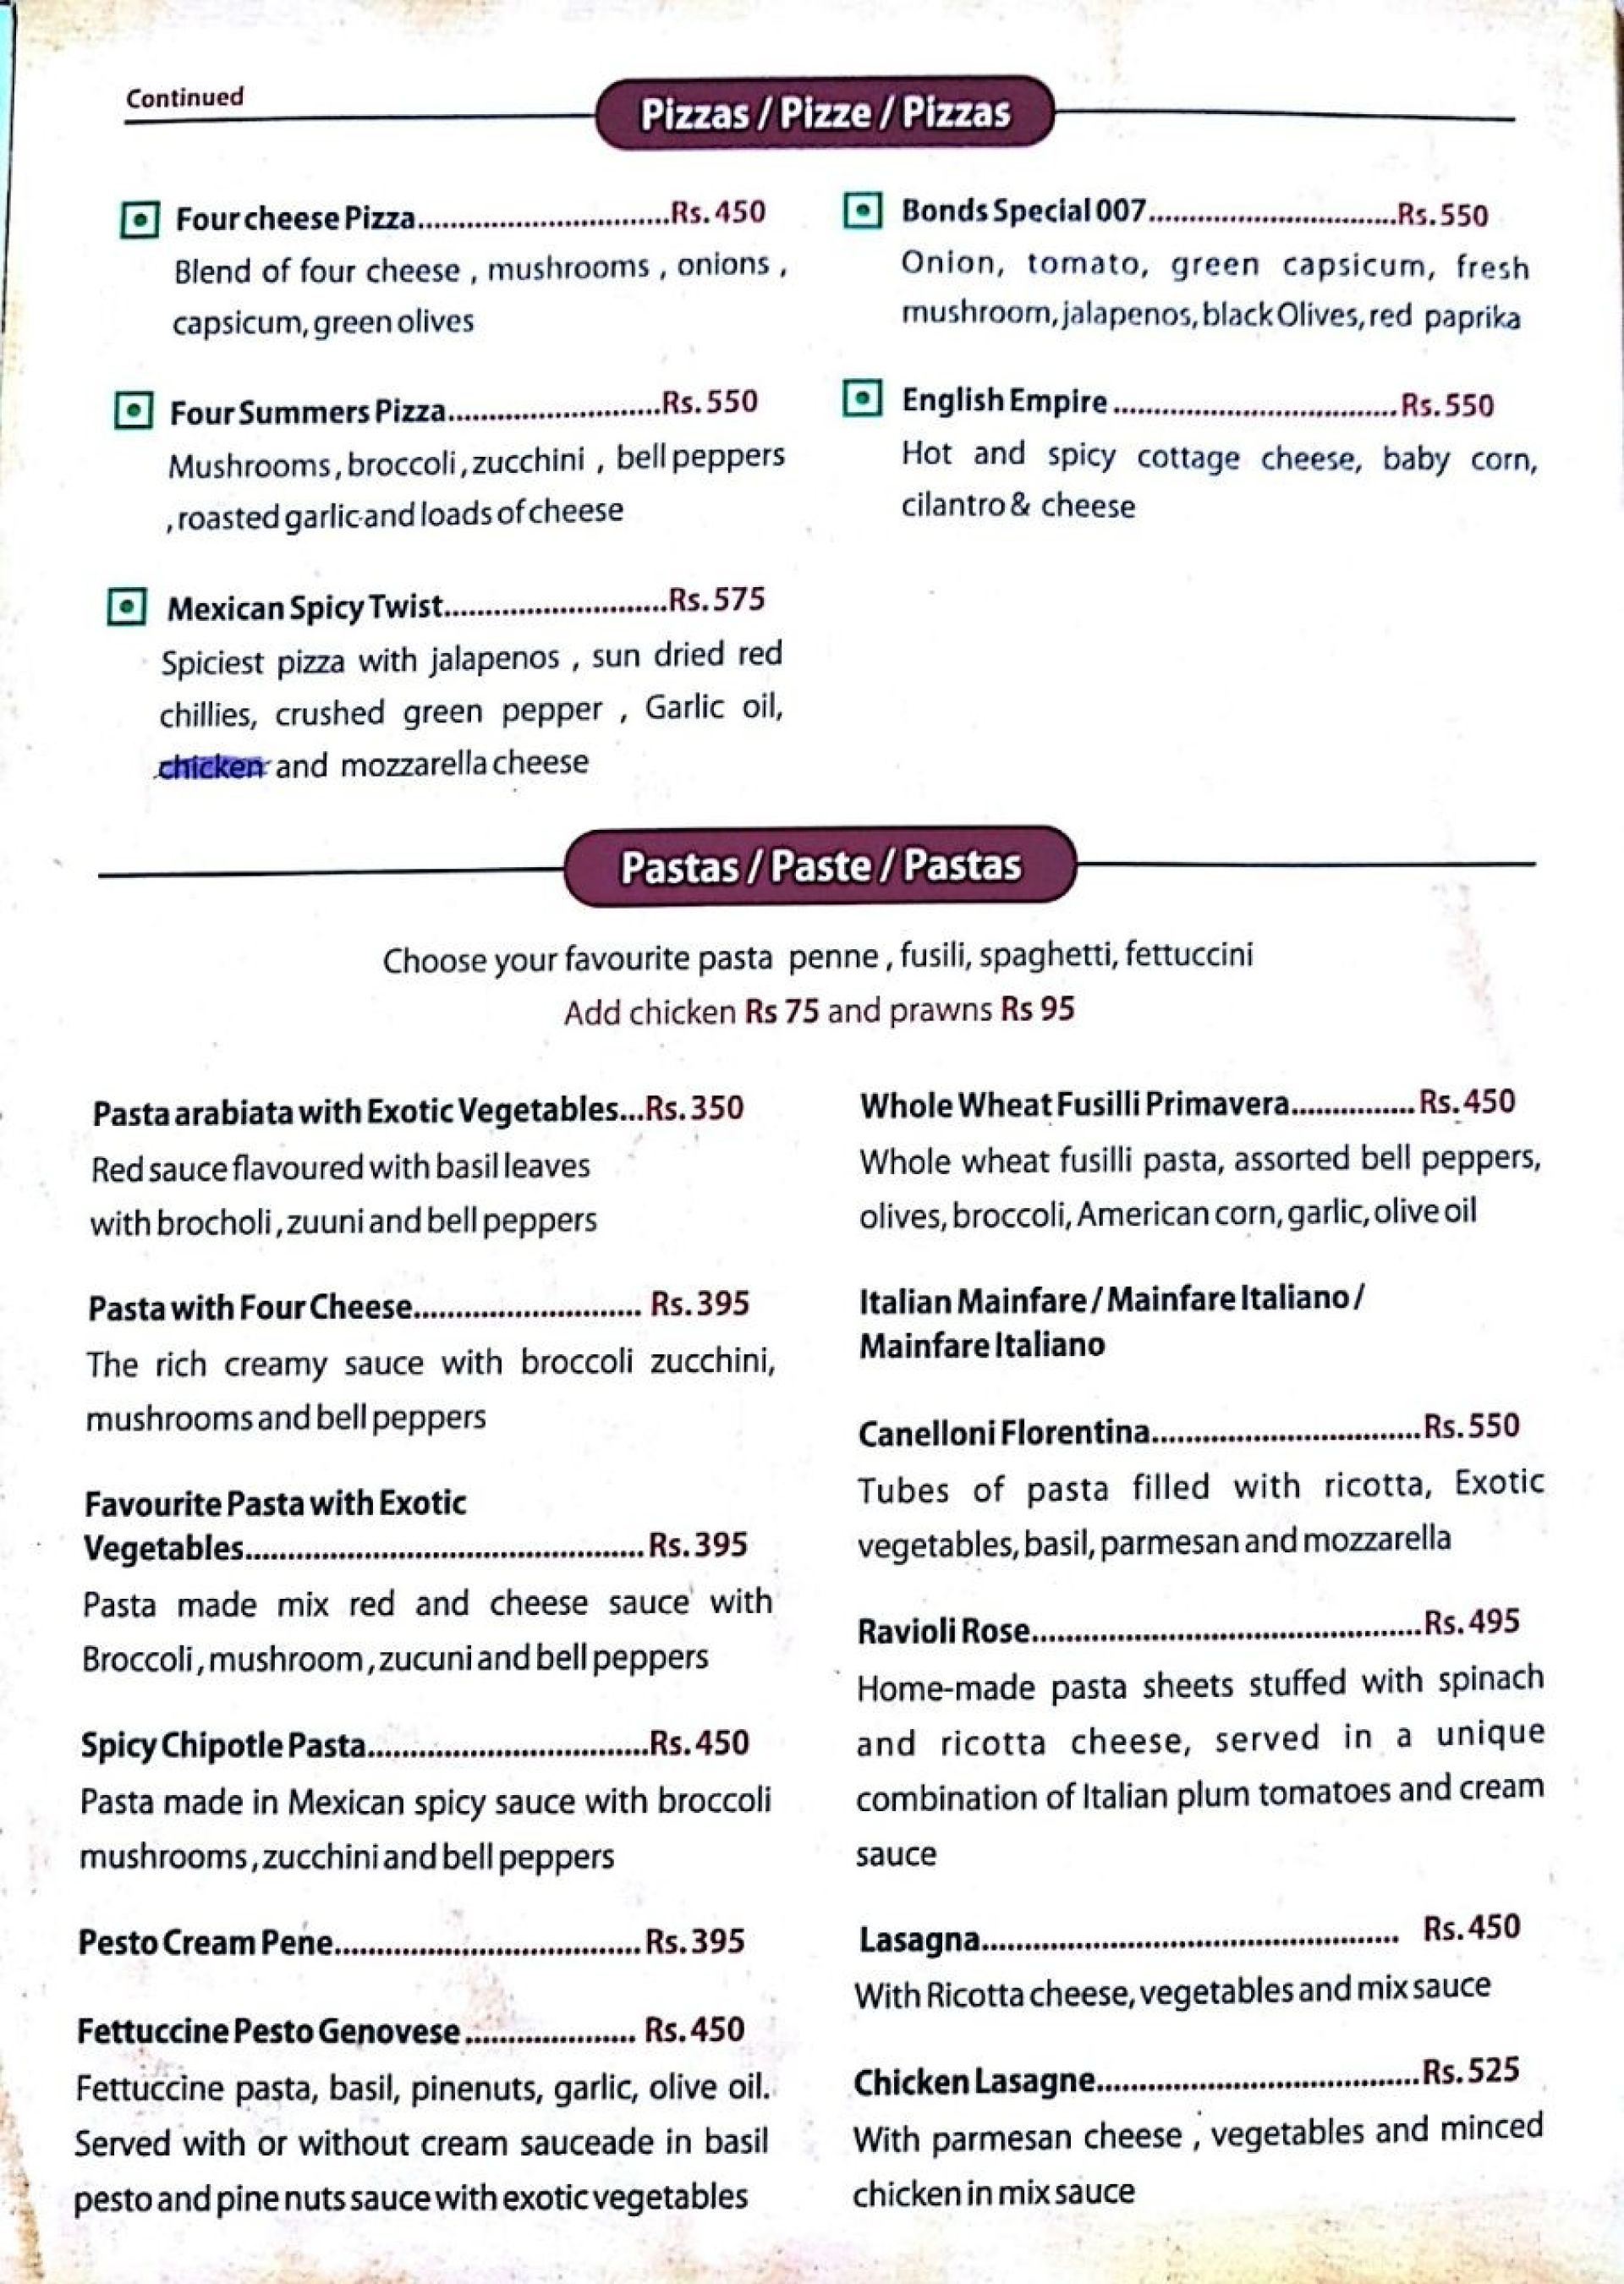 Continued
Pizzas / Pizze / Pizzas
Four cheese Pizza..............................Rs. 450
Blend of four cheese , mushrooms , onions ,
capsicum, green olives
Four Summers Pizza.........................Rs. 550
Mushrooms , broccoli , zucchini , bell peppers
, roasted garlic and loads of cheese
Mexican Spicy Twist..........................Rs. 575
Spiciest pizza with jalapenos , sun dried red
chillies, crushed green pepper , Garlic oil,
chicken and mozzarella cheese
Bonds Special 007.............................Rs. 550
Onion, tomato, green capsicum, fresh
mushroom, jalapenos, black Olives, red paprika
English Empire .................................Rs. 550
Hot and spicy cottage cheese, baby corn,
cilantro & cheese
Pastas / Paste / Pastas
Choose your favourite pasta penne , fusili, spaghetti, fettuccini
Add chicken Rs 75 and prawns Rs 95
Pasta arabiata with Exotic Vegetables...Rs. 350
Red sauce flavoured with basil leaves
with brocholi , zuuni and bell peppers
Pasta with Four Cheese........................... Rs. 395
The rich creamy sauce with broccoli zucchini,
mushrooms and bell peppers
Favourite Pasta with Exotic
Vegetables...............................................Rs. 395
Pasta made mix red and cheese sauce with
Broccoli , mushroom , zucuni and bell peppers
Spicy Chipotle Pasta.................................Rs. 450
Pasta made in Mexican spicy sauce with broccoli
mushrooms , zucchini and bell peppers
Pesto Cream Pene....................................Rs. 395
Fettuccine Pesto Genovese .................... Rs. 450
Fettuccine pasta, basil, pinenuts, garlic, olive oil.
Served with or without cream sauceade in basil
pesto and pine nuts sauce with exotic vegetables
Whole Wheat Fusilli Primavera............... Rs. 450
Whole wheat fusilli pasta, assorted bell peppers,
olives, broccoli, American corn, garlic, olive oil
Italian Mainfare / Mainfare Italiano /
Mainfare Italiano
Canelloni Florentina................................Rs. 550
Tubes of pasta filled with ricotta, Exotic
vegetables, basil, parmesan and mozzarella
Ravioli Rose..............................................Rs. 495
Home-made pasta sheets stuffed with spinach
and ricotta cheese, served in a unique
combination of Italian plum tomatoes and cream
sauce
Lasagna................................................. Rs. 450
With Ricotta cheese, vegetables and mix sauce
Chicken Lasagne......................................Rs. 525
With parmesan cheese , vegetables and minced
chicken in mix sauce